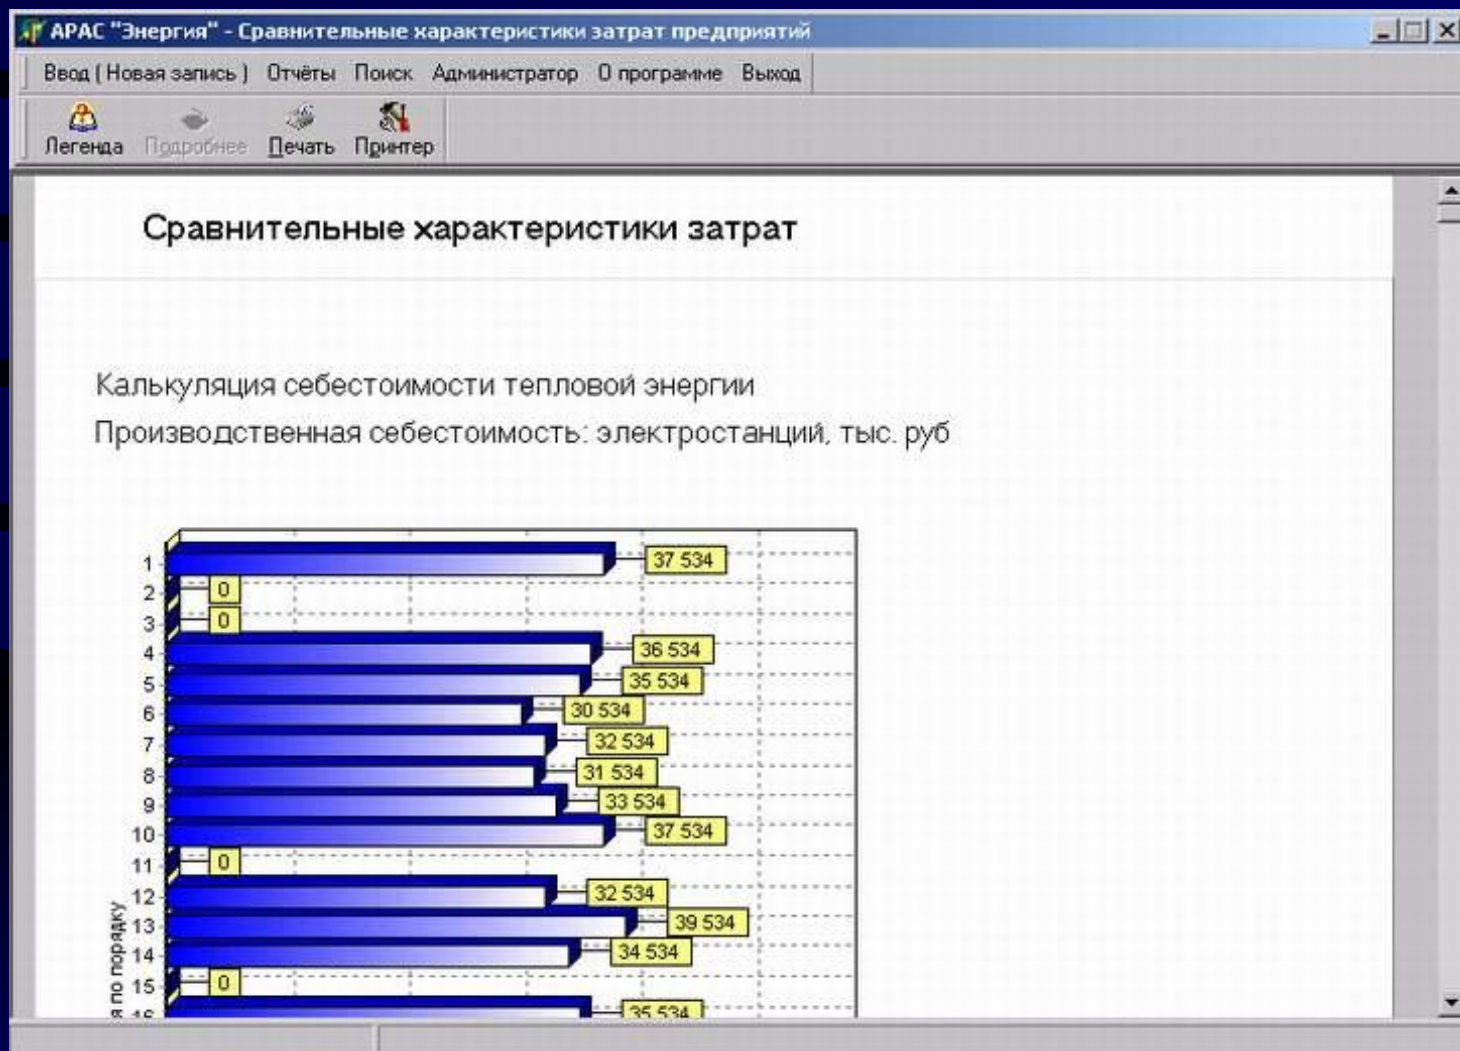 АРАС "Энергия" - Сравнительные характеристики затрат предприятий
Ввод ( Новая запись ) Отчёты Поиск Администратор О программе Выход
Легенда Подробнее Печать Принтер
Сравнительные характеристики затрат
Калькуляция себестоимости тепловой энергии
Производственная себестоимость: электростанций, тыс. руб
1 37 534
2 0
3 0
4 36 534
5 35 534
6 30 534
7 32 534
8 31 534
9 33 534
10 37 534
11 0
12 32 534
13 39 534
14 34 534
15 0
16 35 534
я по порядку